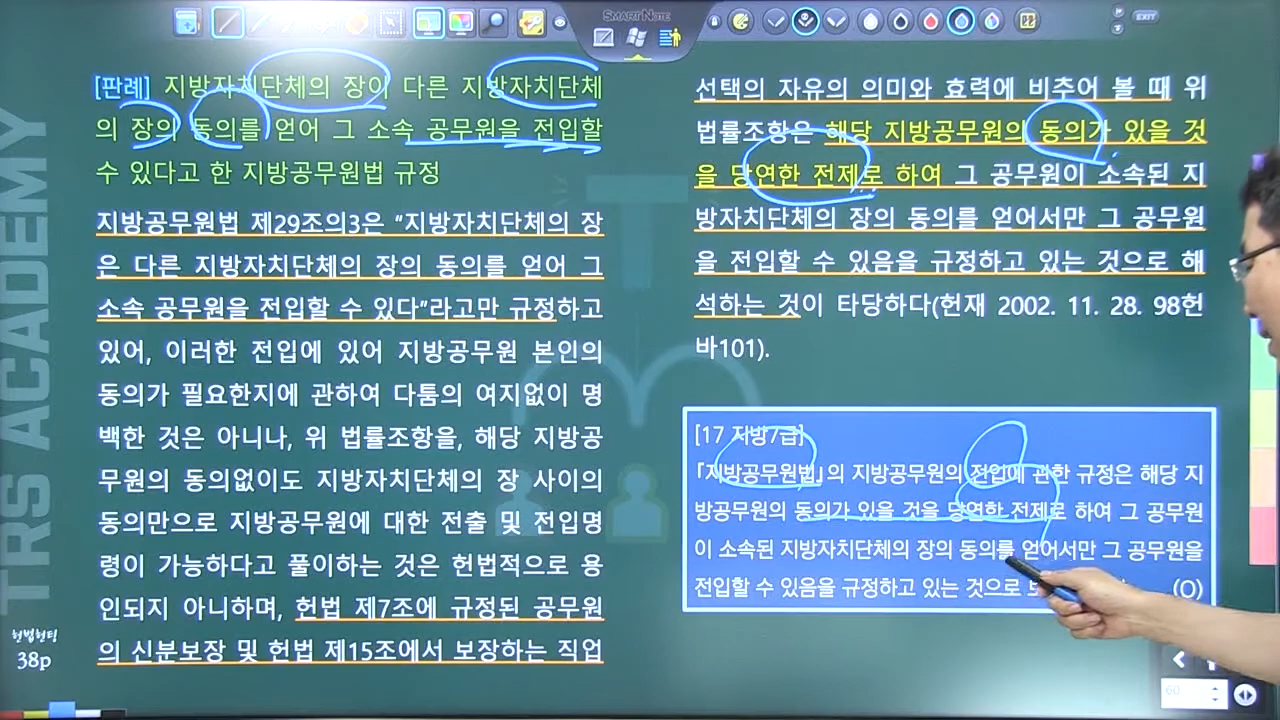 SMART NOTE
EXIT
[판례] 지방자치단체의 장이 다른 지방자치단체
의 장의 동의를 얻어 그 소속 공무원을 전입할
수 있다고 한 지방공무원법 규정
지방공무원법 제29조의3은 "지방자치단체의 장
은 다른 지방자치단체의 장의 동의를 얻어 그
소속 공무원을 전입할 수 있다"라고만 규정하고
있어, 이러한 전입에 있어 지방공무원 본인의
동의가 필요한지에 관하여 다툼의 여지없이 명
백한 것은 아니나, 위 법률조항을, 해당 지방공
무원의 동의없이도 지방자치단체의 장 사이의
동의만으로 지방공무원에 대한 전출 및 전입명
령이 가능하다고 풀이하는 것은 헌법적으로 용
인되지 아니하며, 헌법 제7조에 규정된 공무원
의 신분보장 및 헌법 제15조에서 보장하는 직업
선택의 자유의 의미와 효력에 비추어 볼 때 위
법률조항은 해당 지방공무원의 동의가 있을 것
을 당연한 전제로 하여 그 공무원이 소속된 지
방자치단체의 장의 동의를 얻어서만 그 공무원
을 전입할 수 있음을 규정하고 있는 것으로 해
석하는 것이 타당하다(헌재 2002. 11. 28. 98헌
바101).
[17 지방7급]
「지방공무원법」의 지방공무원의 전입에 관한 규정은 해당 지
방공무원의 동의가 있을 것을 당연한 전제로 하여 그 공무원
이 소속된 지방자치단체의 장의 동의를 얻어서만 그 공무원을
전입할 수 있음을 규정하고 있는 것으로 (O)
TRS ACADEMY
헌법헌팅
38p
60